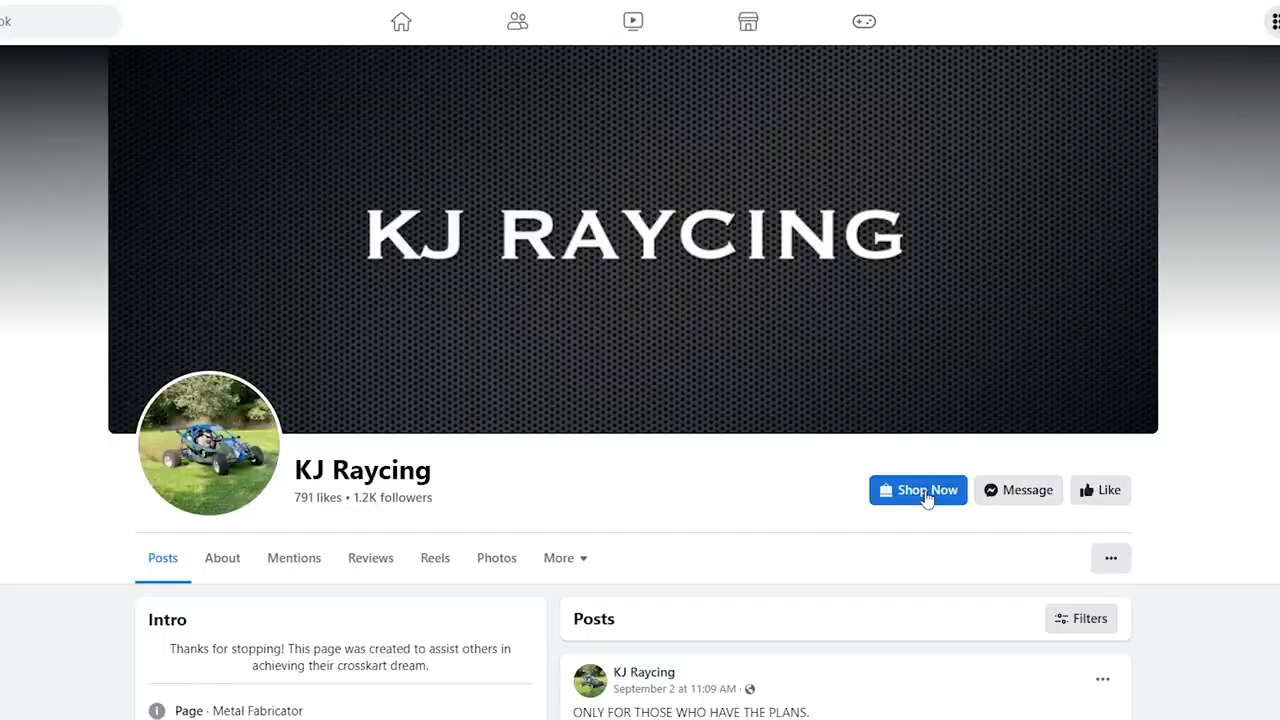 ok
KJ RAYCING
KJ Raycing
791 likes • 1.2K followers
Shop Now
Message
Like
Posts
About
Mentions
Reviews
Reels
Photos
More
Intro
Thanks for stopping! This page was created to assist others in
achieving their crosskart dream.
Page · Metal Fabricator
Posts
Filters
KJ Raycing
September 2 at 11:09 AM ·
ONLY FOR THOSE WHO HAVE THE PLANS.